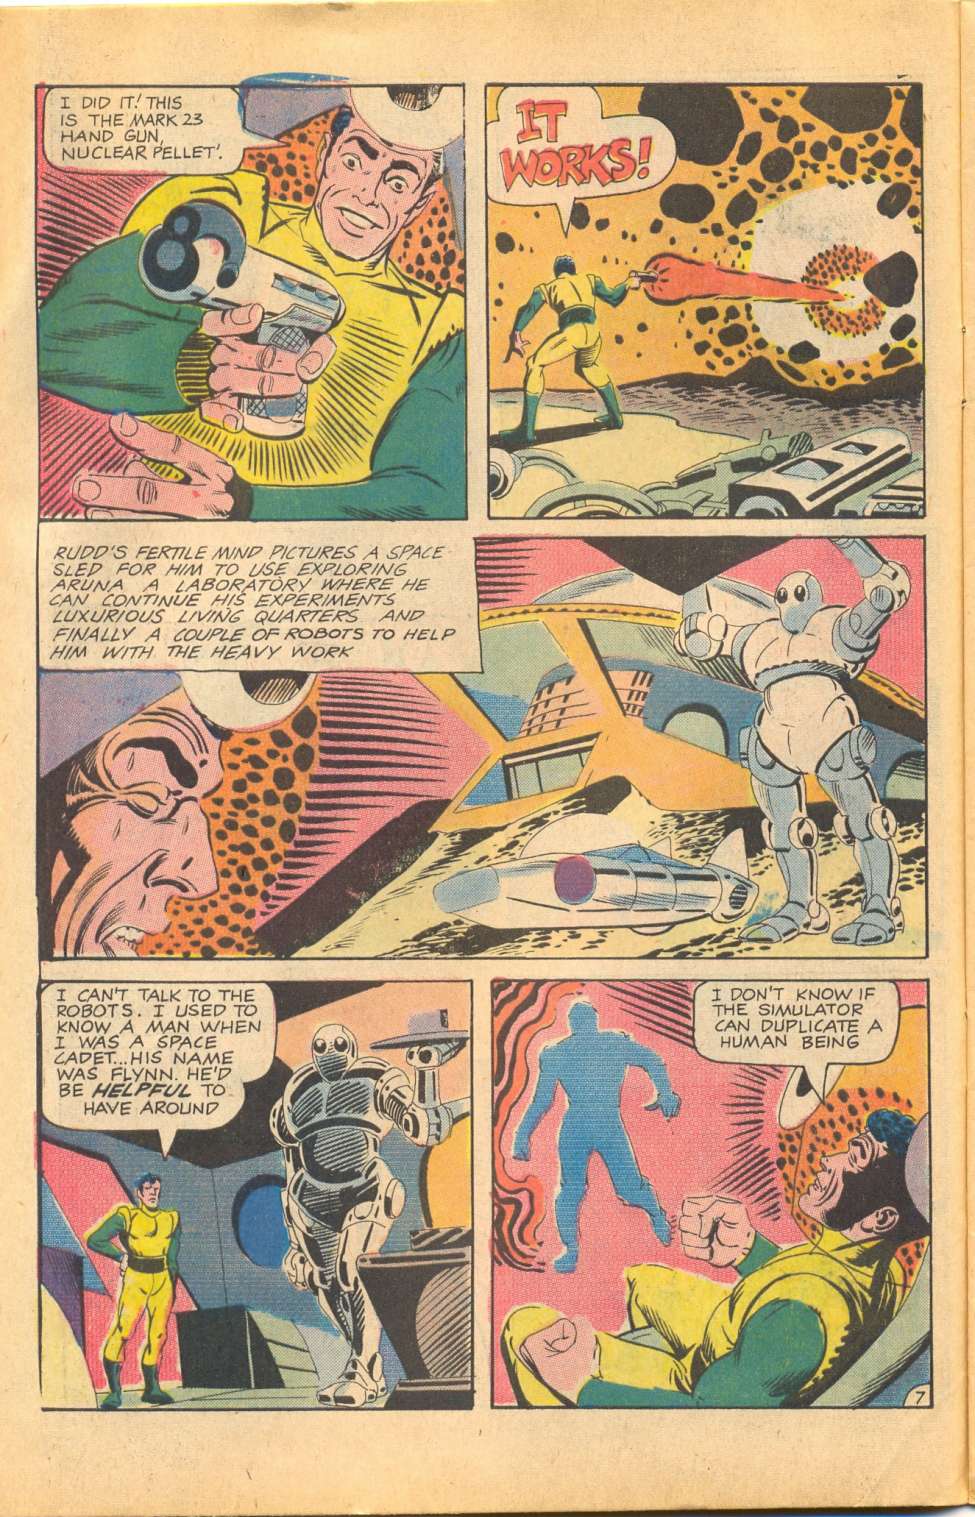 I DID IT! THIS
IS THE MARK 23
HAND GUN,
NUCLEAR PELLET'.
IT
WORKS!
RUDD'S FERTILE MIND PICTURES A SPACE-
SLED FOR HIM TO USE EXPLORING
ARUNA, A LABORATORY WHERE HE
CAN CONTINUE HIS EXPERIMENTS
LUXURIOUS LIVING QUARTERS AND
FINALLY A COUPLE OF ROBOTS TO HELP
HIM WITH THE HEAVY WORK
I CAN'T TALK TO THE
ROBOTS. I USED TO
KNOW A MAN WHEN
I WAS A SPACE
CADET...HIS NAME
WAS FLYNN. HE'D
BE HELPFUL TO
HAVE AROUND
I DON'T KNOW IF
THE SIMULATOR
CAN DUPLICATE A
HUMAN BEING
7